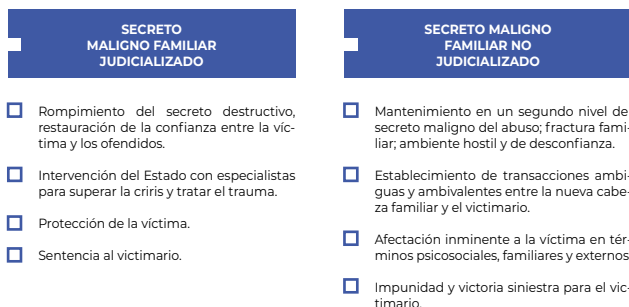 SECRETO
MALIGNO FAMILIAR
JUDICIALIZADO
Rompimiento del secreto destructivo,
restauración de la confianza entre la víc-
tima y los ofendidos.
Intervención del Estado con especialistas
para superar la criris y tratar el trauma.
Protección de la víctima.
Sentencia al victimario.
SECRETO MALIGNO
FAMILIAR NO
JUDICIALIZADO
Mantenimiento en un segundo nivel del
secreto maligno del abuso; fractura fami-
liar; ambiente hostil y de desconfianza.
Establecimiento de transacciones ambi-
guas y ambivalentes entre la nueva cabe-
za familiar y el victimario.
Afectación inminente a la víctima en tér-
minos psicosociales, familiares y externos.
Impunidad y victoria siniestra para el vic-
timario.